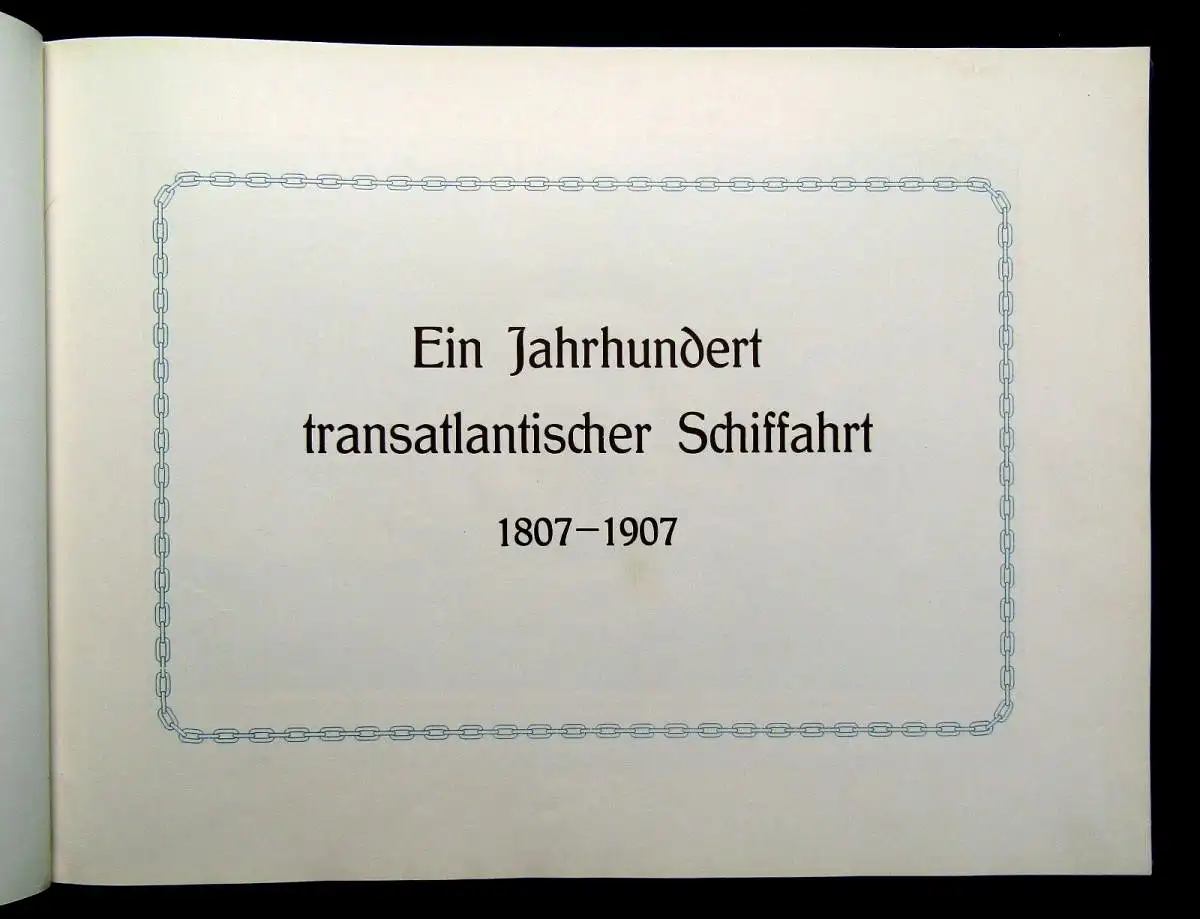 Ein Jahrhundert
transatlantischer Schiffahrt
1807–1907